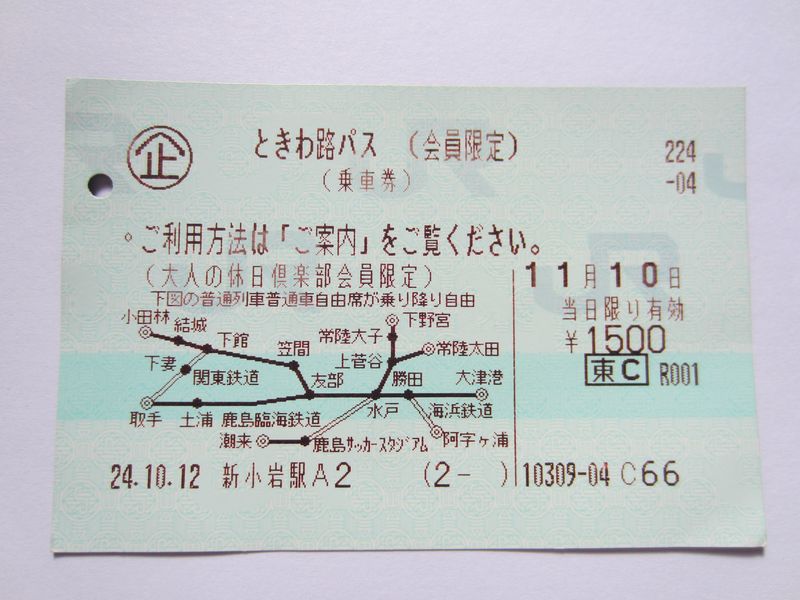 企 ときわ路パス (会員限定) 224
(乗車券) -04
・ご利用方法は「ご案内」をご覧ください。
(大人の休日倶楽部会員限定) 11月10日
下図の普通列車普通車自由席が乗り降り自由 当日限り有効
小田林 結城 下館 笠間 常陸大子 下野宮 ¥1500
下妻 関東鉄道 友部 上菅谷 常陸太田 東C R001
取手 土浦 鹿島臨海鉄道 水戸 勝田 大津港 海浜鉄道
潮来 鹿島サッカースタジアム 阿字ヶ浦
24.10.12 新小岩駅A2 (2- ) 10309-04 C66